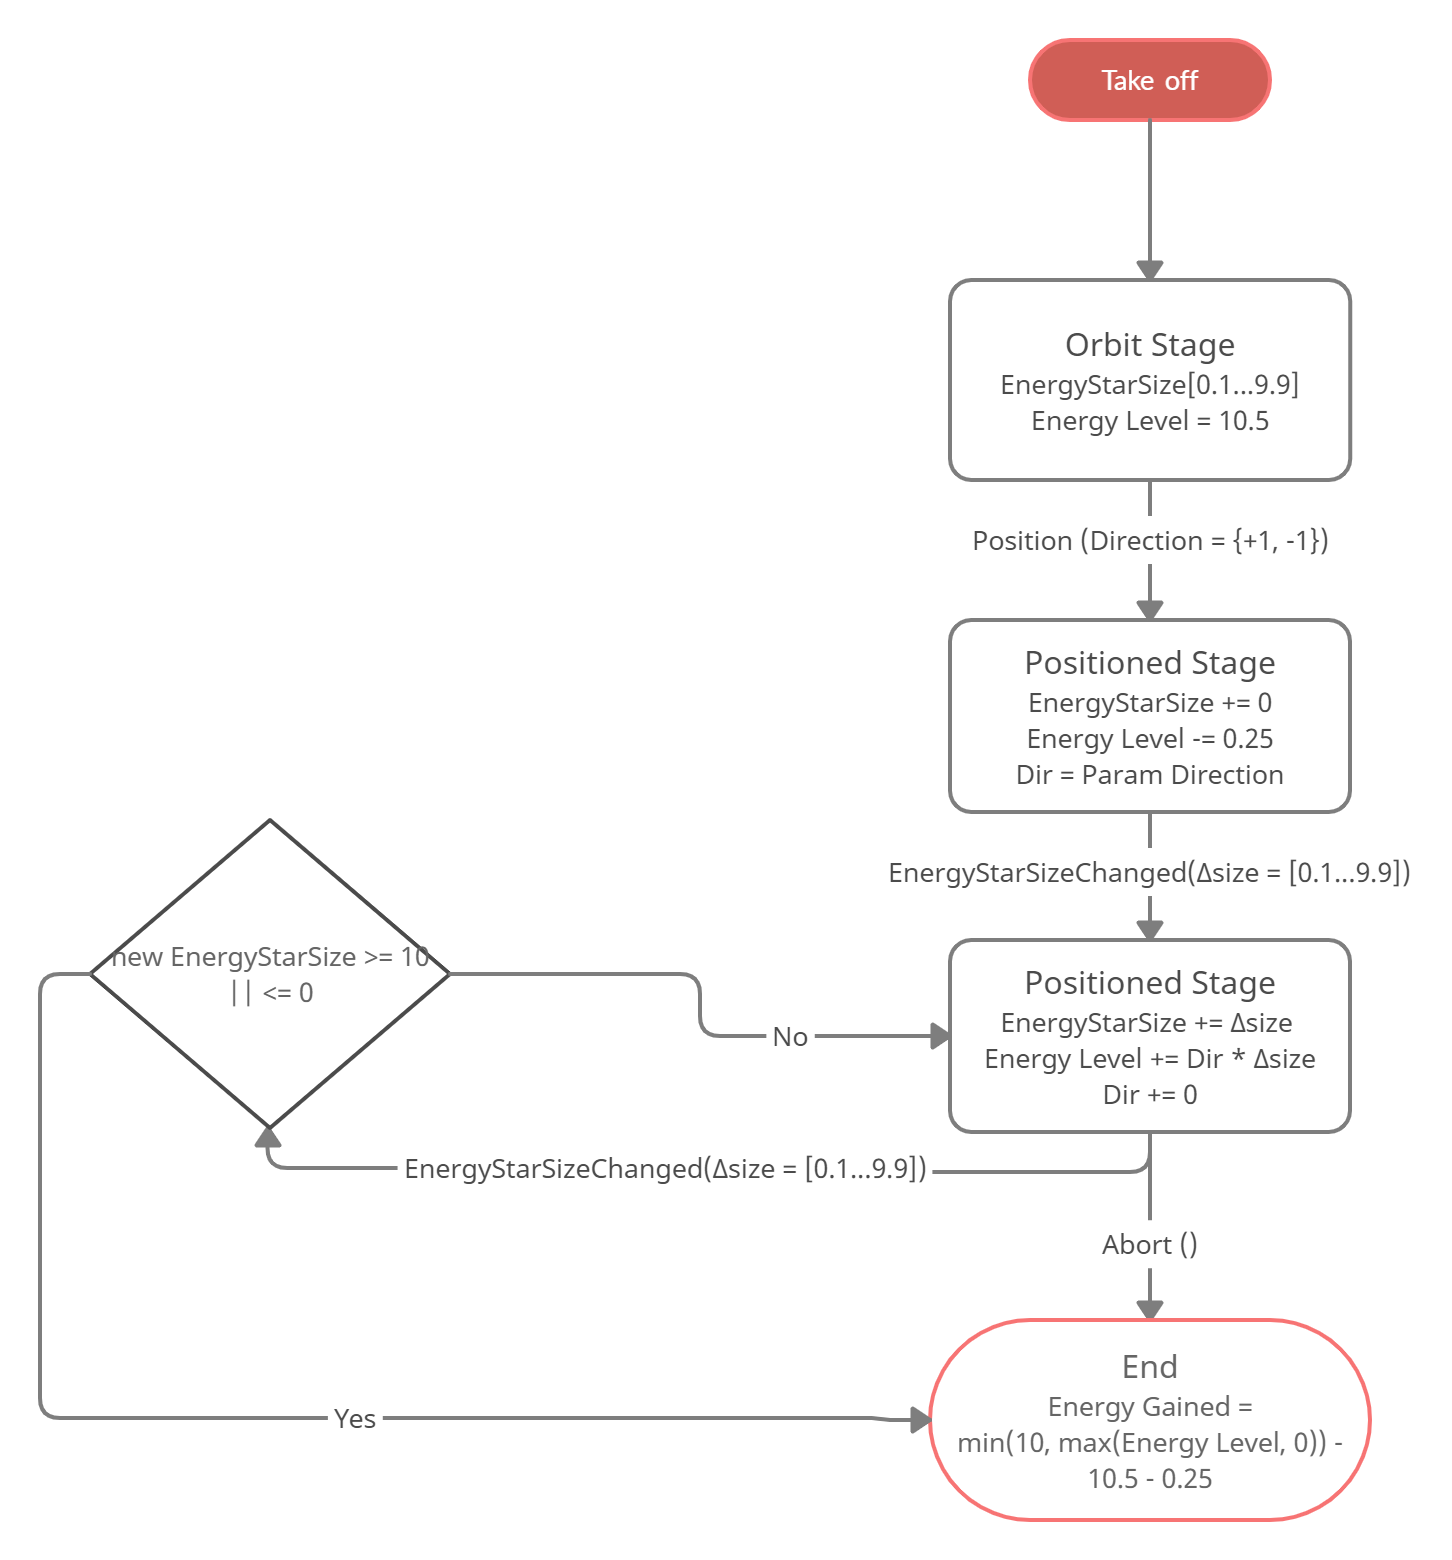 Take off
Orbit Stage
EnergyStarSize[0.1...9.9]
Energy Level = 10.5
Position (Direction = {+1, -1})
Positioned Stage
EnergyStarSize += 0
Energy Level -= 0.25
Dir = Param Direction
EnergyStarSizeChanged(Δsize = [0.1...9.9])
new EnergyStarSize >= 10
|| <= 0
No
Positioned Stage
EnergyStarSize += Δsize
Energy Level += Dir * Δsize
Dir += 0
EnergyStarSizeChanged(Δsize = [0.1...9.9])
Abort ()
Yes
End
Energy Gained =
min(10, max(Energy Level, 0)) -
10.5 - 0.25